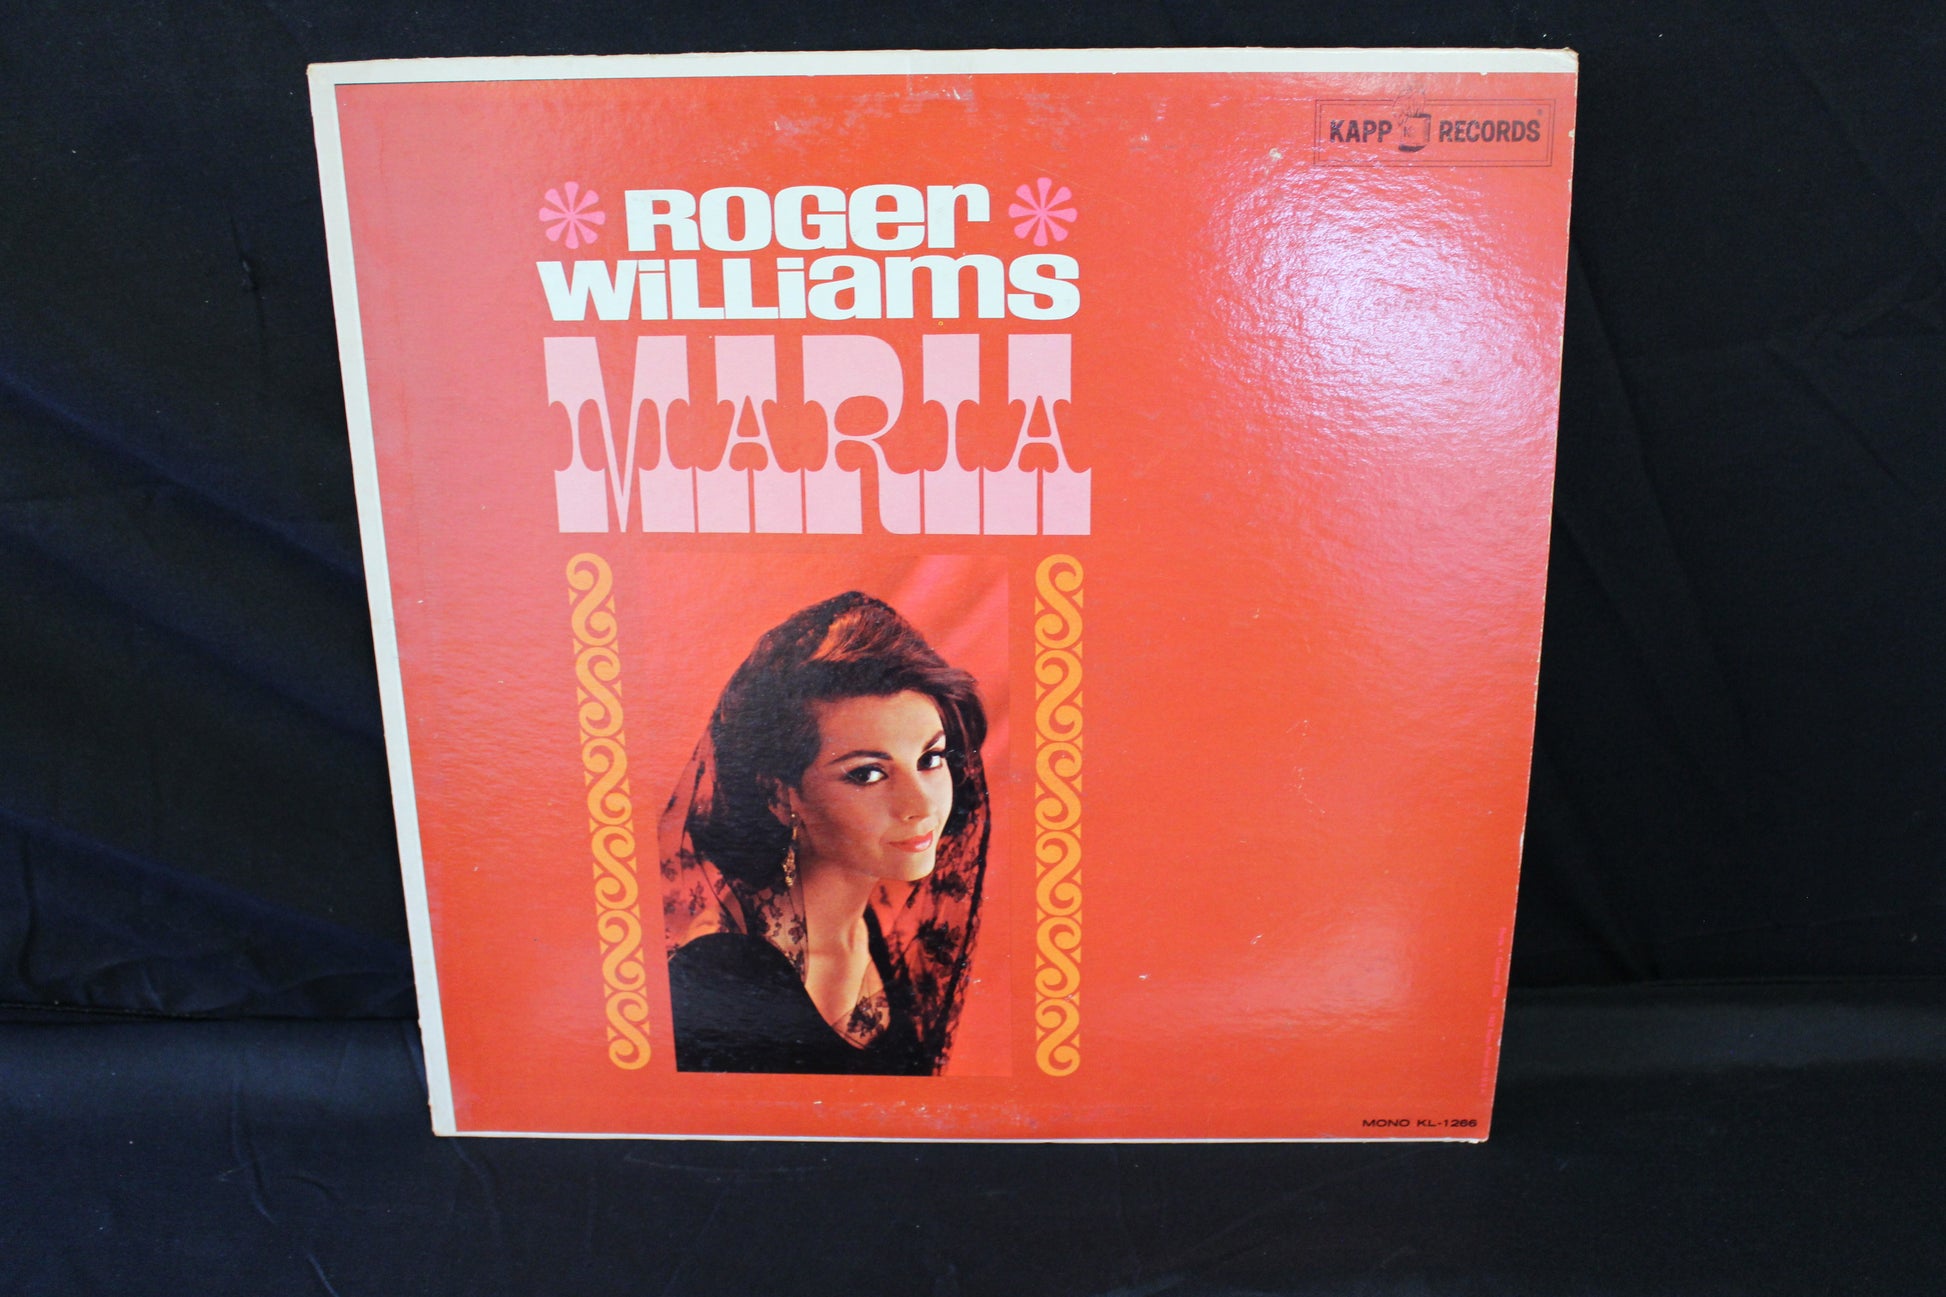 KAPP K RECORDS®
ROGer
WiLLiams
MARIA
MONO KL-1266